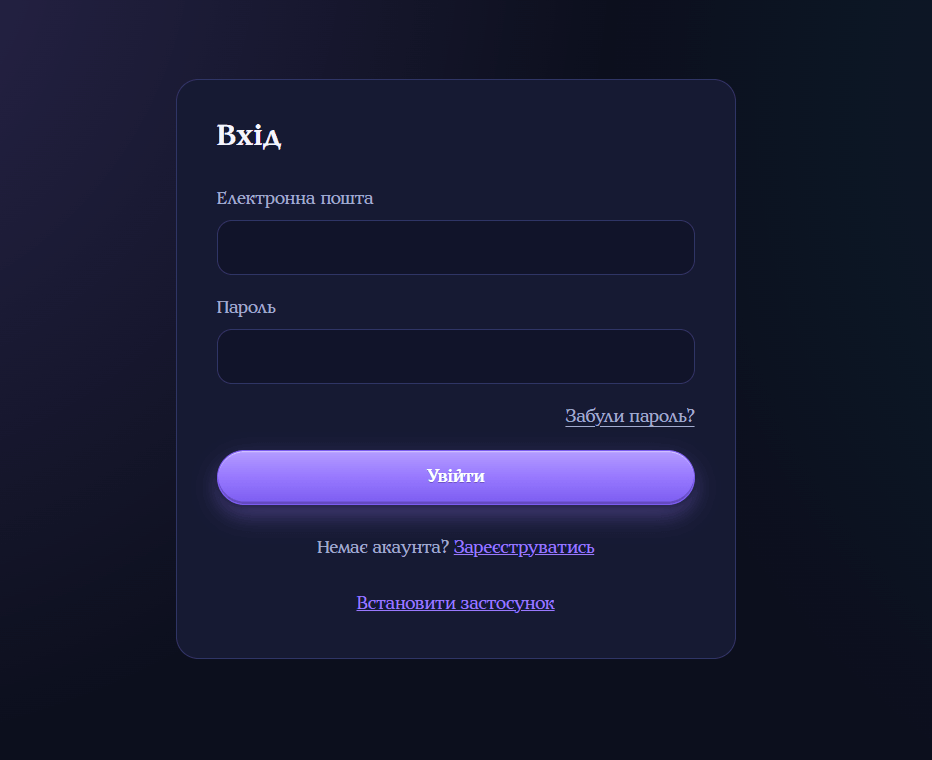 Вхід
Електронна пошта
Пароль
Забули пароль?
Увійти
Немає акаунта? Зареєструватись
Встановити застосунок